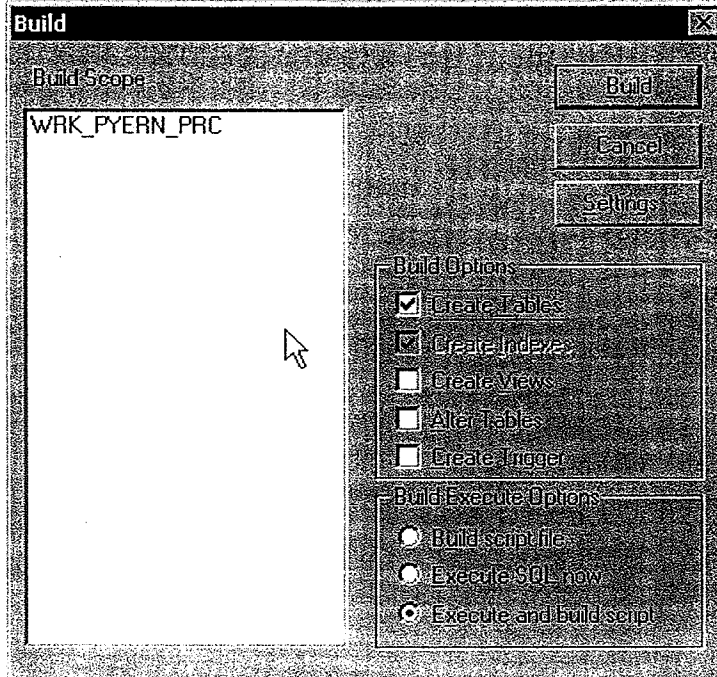 Build
Build Scope
WRK_PYERN_PRC
Build
Cancel
Settings
Build Options
Create Tables
Create Indexes
Create Views
Alter Tables
Create Trigger
Build Execute Options
Build script file
Execute SQL now
Execute and build script